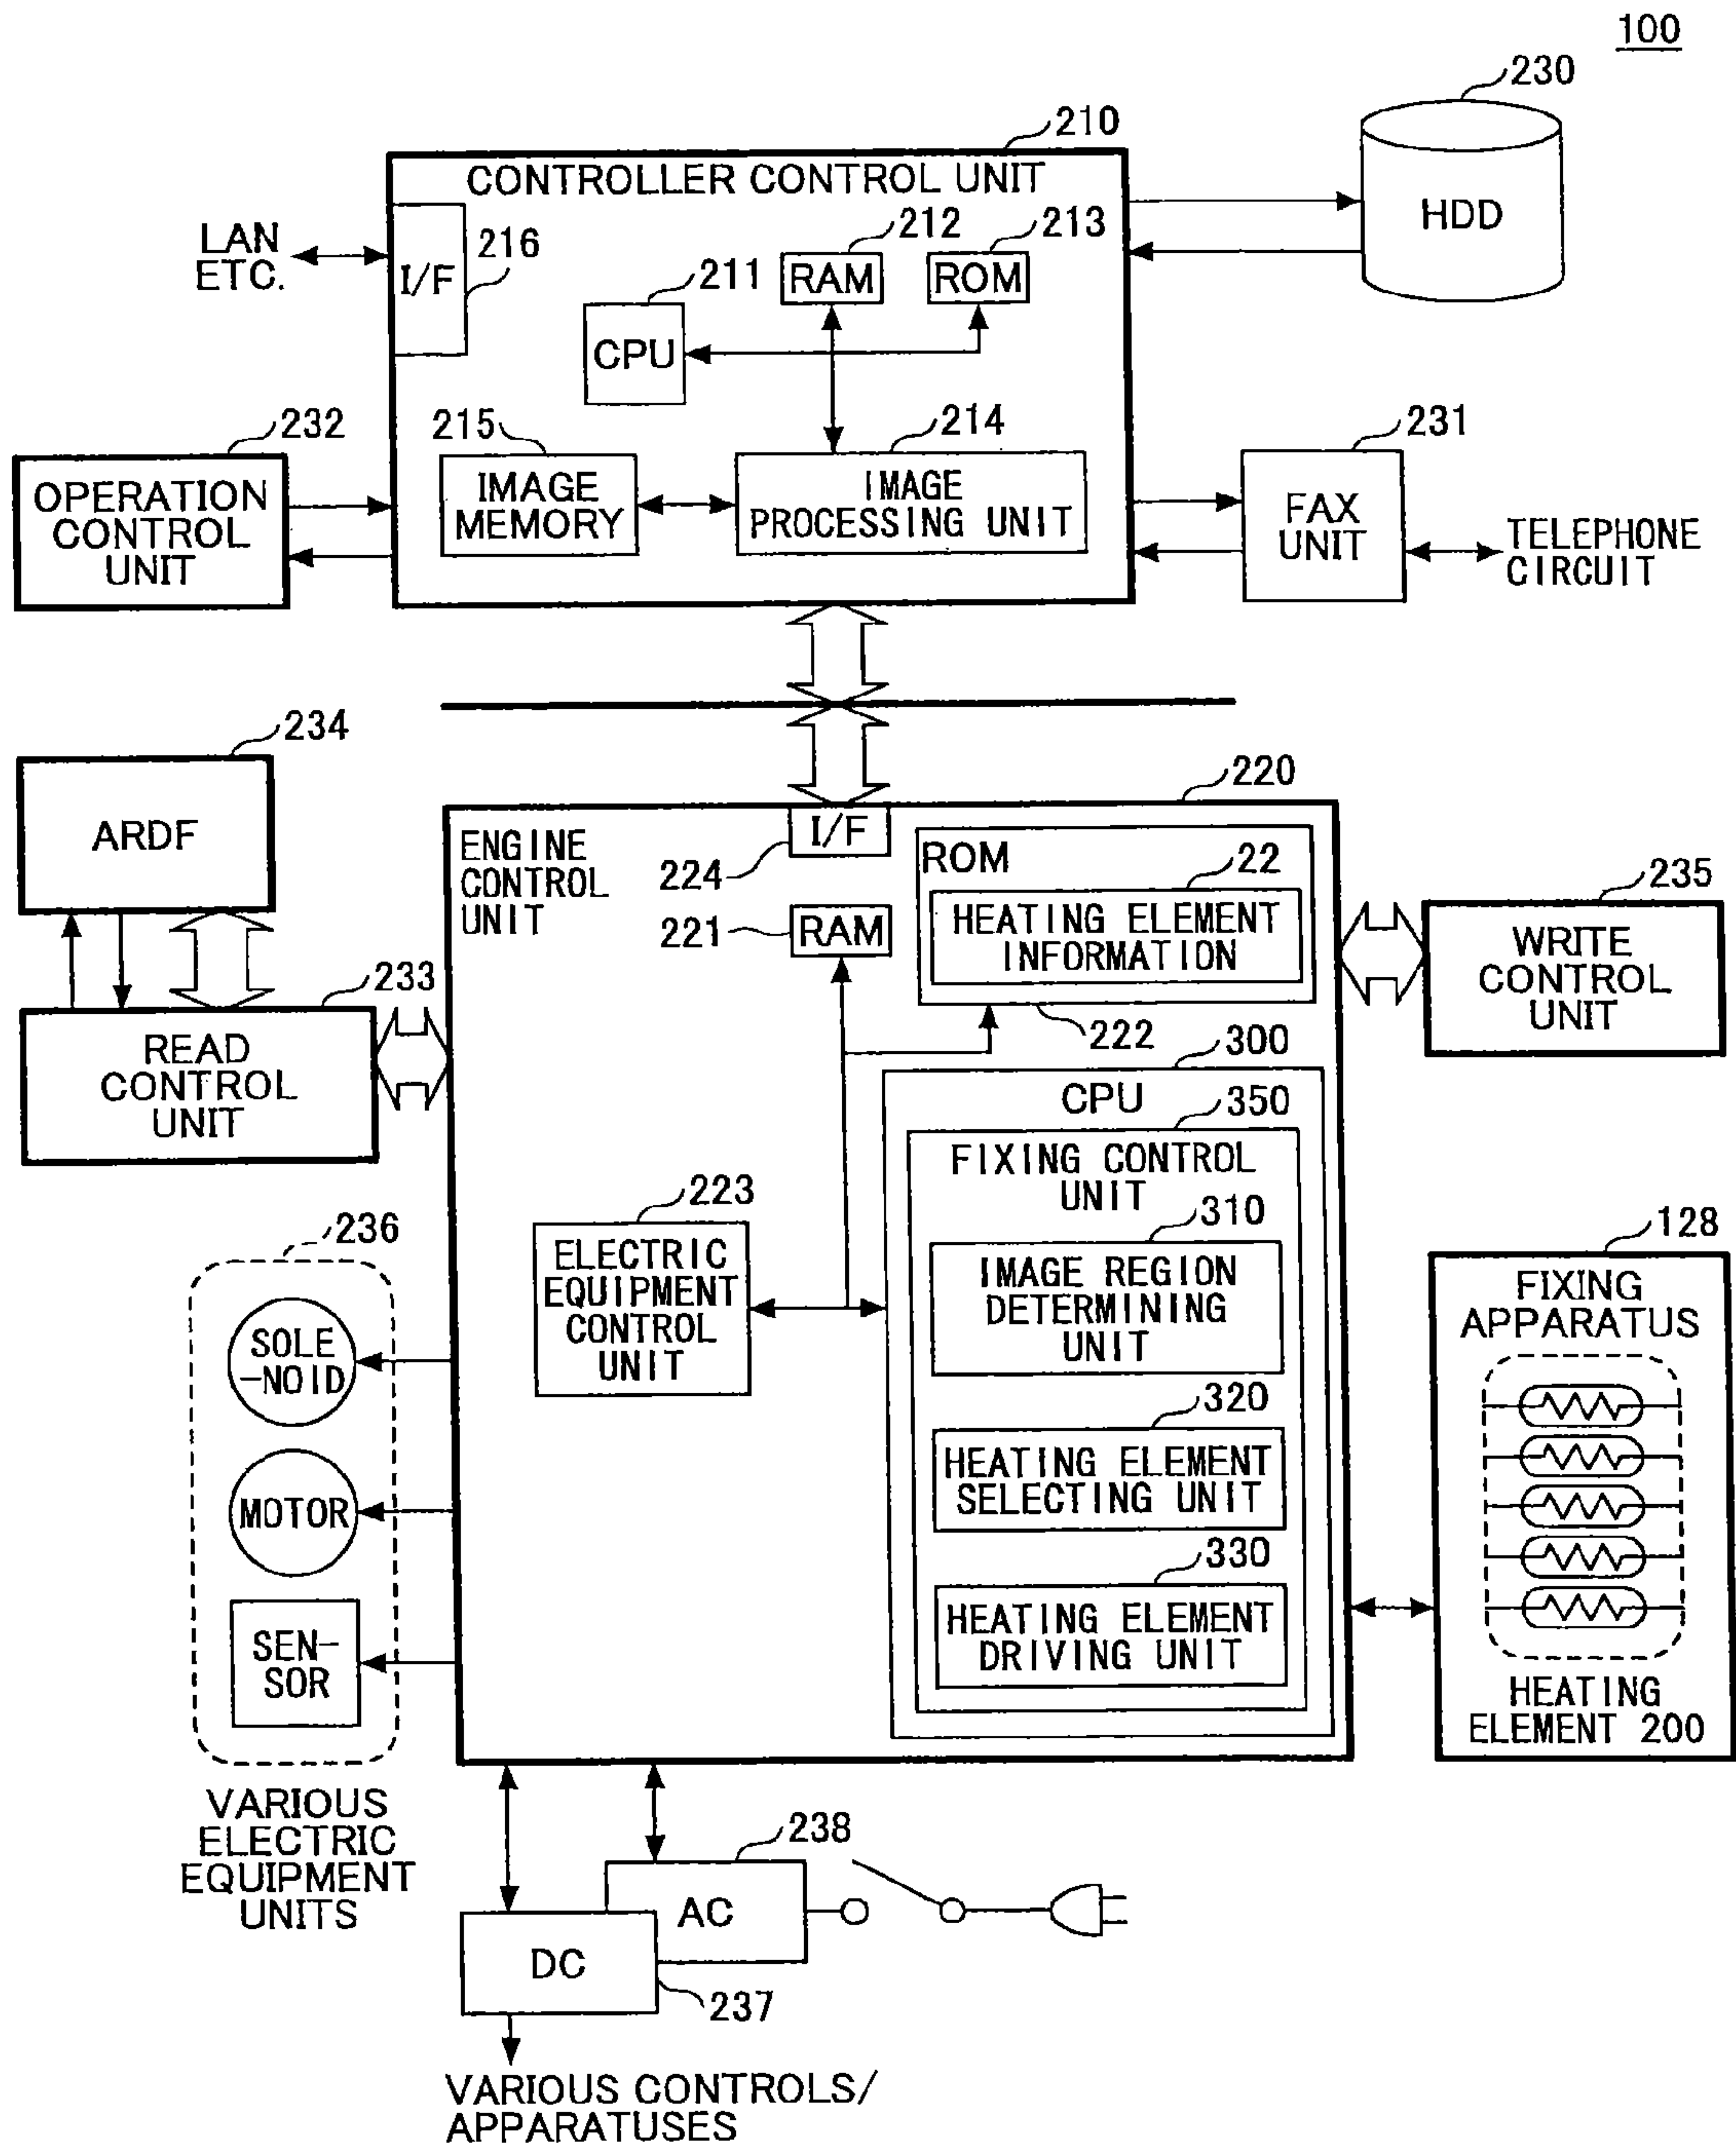 100
230
210
CONTROLLER CONTROL UNIT
HDD
LAN
ETC.
I/F
216
212
213
RAM
ROM
211
CPU
232
OPERATION
CONTROL
UNIT
215
IMAGE
MEMORY
214
IMAGE
PROCESSING UNIT
231
FAX
UNIT
TELEPHONE
CIRCUIT
234
ARDF
220
ENGINE
CONTROL
UNIT
I/F
224
ROM
22
HEATING ELEMENT
INFORMATION
222
221
RAM
235
WRITE
CONTROL
UNIT
233
READ
CONTROL
UNIT
300
CPU
350
FIXING CONTROL
UNIT
223
ELECTRIC
EQUIPMENT
CONTROL
UNIT
310
IMAGE REGION
DETERMINING
UNIT
320
HEATING ELEMENT
SELECTING UNIT
330
HEATING ELEMENT
DRIVING UNIT
128
FIXING
APPARATUS
HEATING
ELEMENT 200
236
SOLE
-NOID
MOTOR
SEN-
SOR
VARIOUS
ELECTRIC
EQUIPMENT
UNITS
238
AC
DC
237
VARIOUS CONTROLS/
APPARATUSES